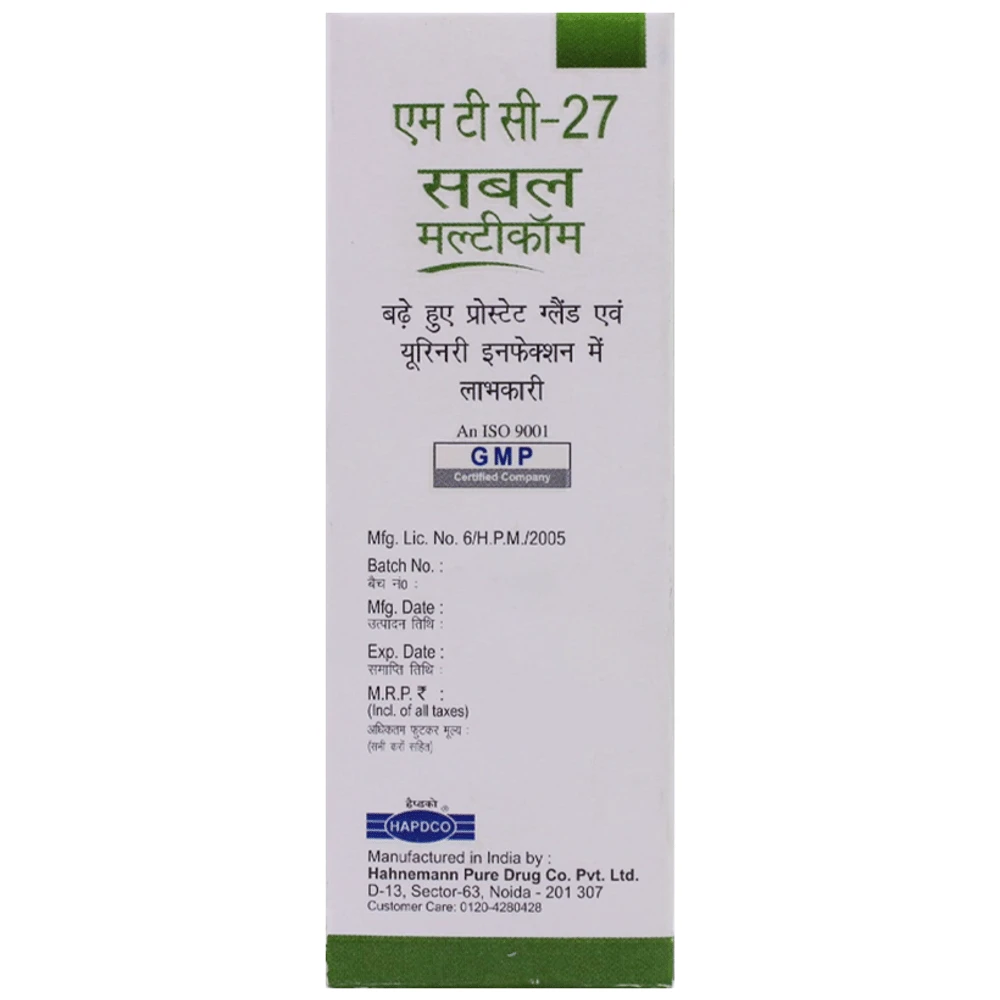 एम टी सी-27
सबल
मल्टीकॉम
बढ़े हुए प्रोस्टेट ग्लैंड एवं
यूरिनरी इनफेक्शन में
लाभकारी
An ISO 9001
GMP
Certified Company
Mfg. Lic. No. 6/H.P.M./2005
Batch No. :
बैच नं० :
Mfg. Date :
उत्पादन तिथि :
Exp. Date :
समाप्ति तिथि :
M.R.P. ₹ :
(Incl. of all taxes)
अधिकतम फुटकर मूल्य :
(सभी करों सहित)
हैप्डको
HAPDCO ®
Manufactured in India by :
Hahnemann Pure Drug Co. Pvt. Ltd.
D-13, Sector-63, Noida - 201 307
Customer Care: 0120-4280428